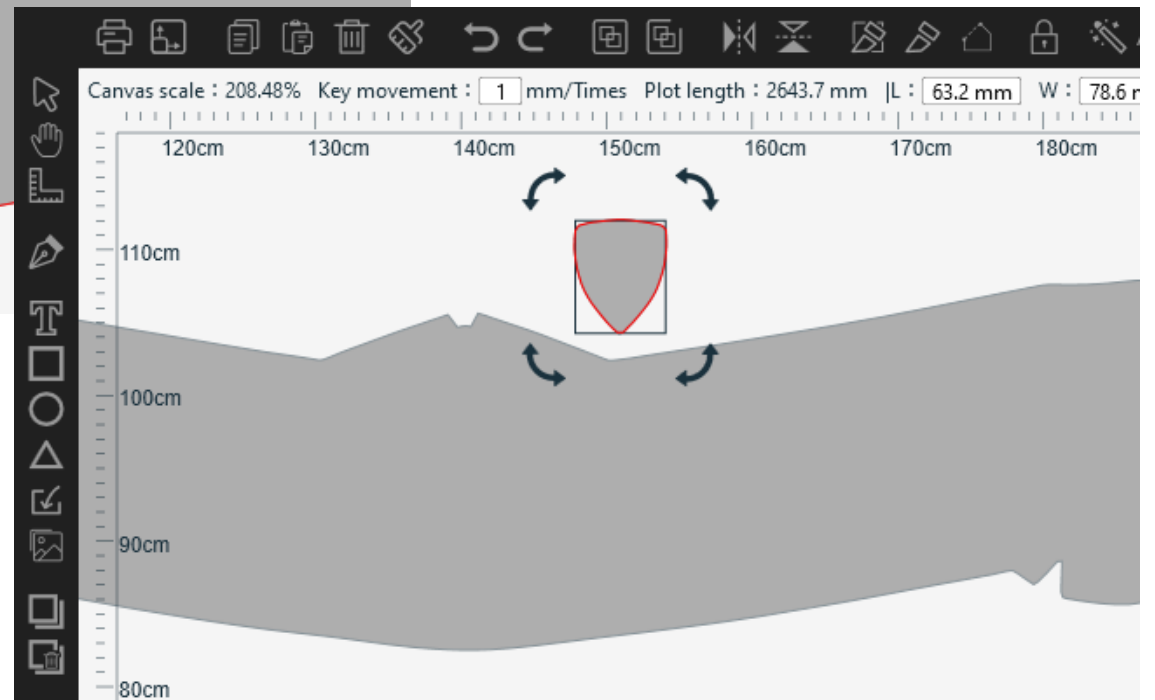 Canvas scale : 208.48% Key movement : 1 mm/Times Plot length : 2643.7 mm |L : 63.2 mm W : 78.6
120cm 130cm 140cm 150cm 160cm 170cm 180cm
110cm
100cm
90cm
80cm